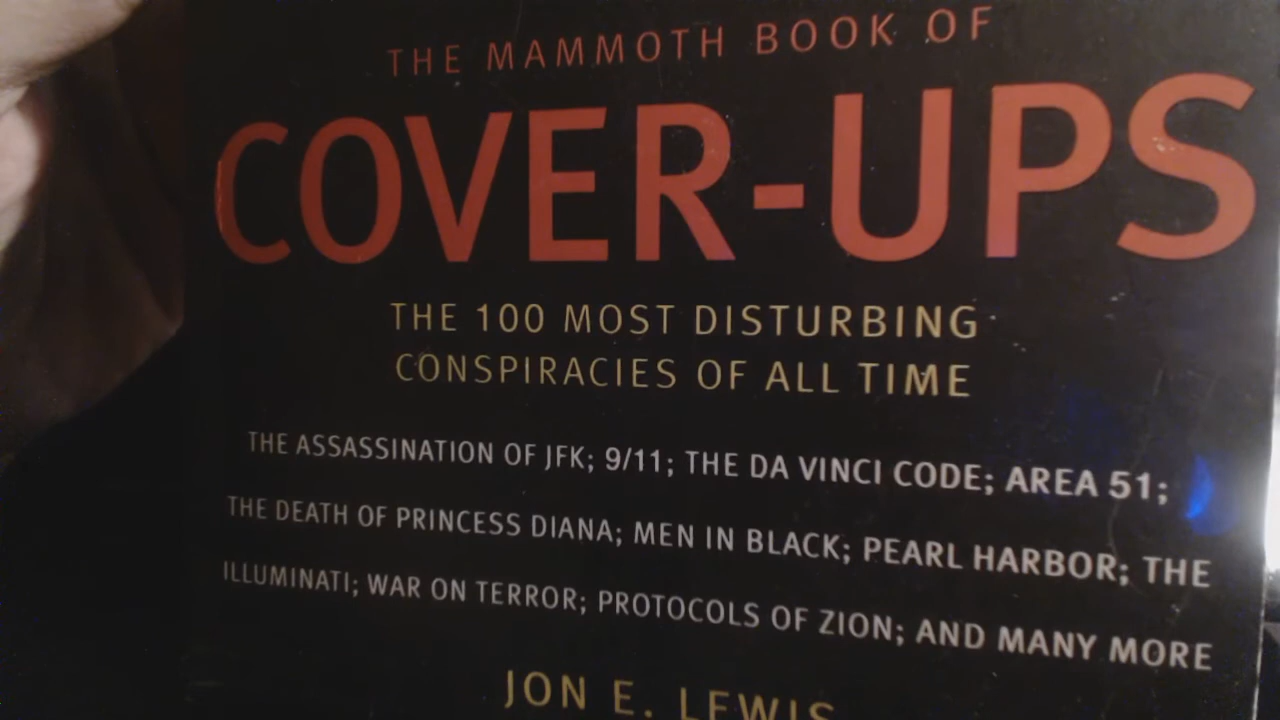 THE MAMMOTH BOOK OF
COVER-UPS
THE 100 MOST DISTURBING
CONSPIRACIES OF ALL TIME
THE ASSASSINATION OF JFK; 9/11; THE DA VINCI CODE; AREA 51;
THE DEATH OF PRINCESS DIANA; MEN IN BLACK; PEARL HARBOR; THE
ILLUMINATI; WAR ON TERROR; PROTOCOLS OF ZION; AND MANY MORE
JON E. LEWIS